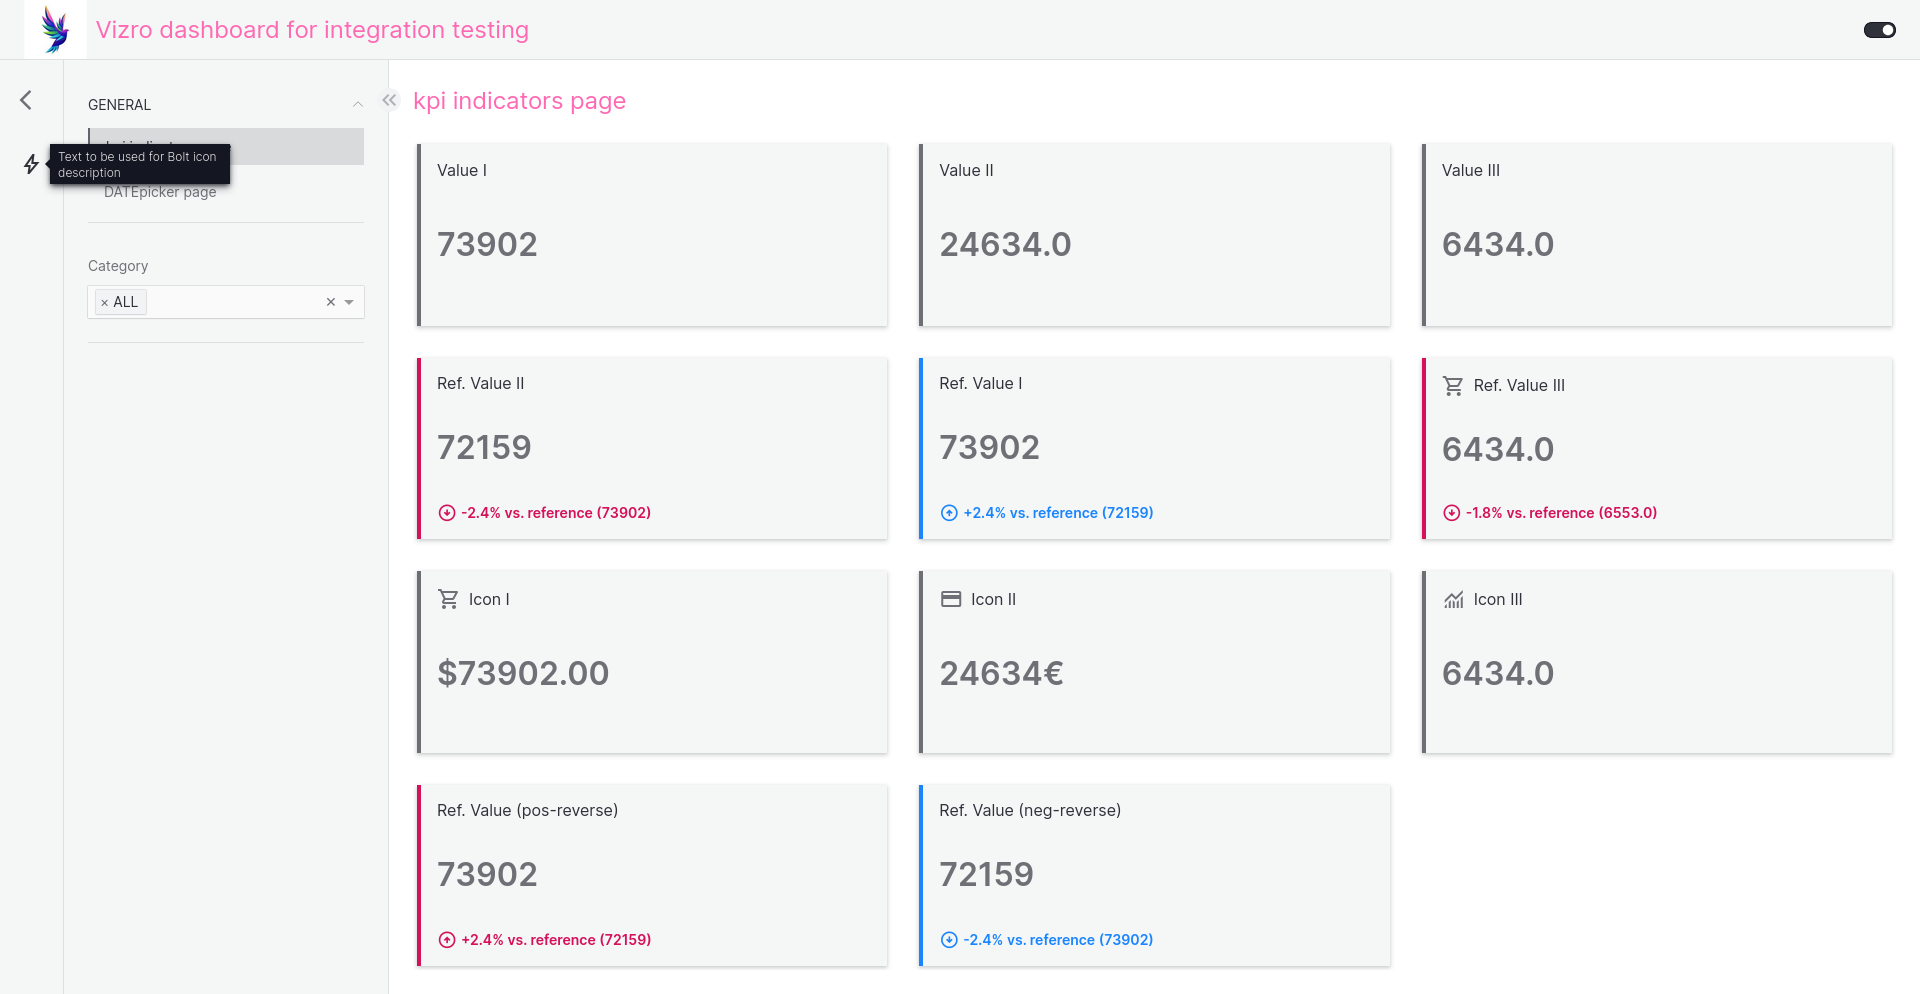 Vizro dashboard for integration testing
GENERAL
Text to be used for Bolt icon
description
DATEpicker page
Category
× ALL
kpi indicators page
Value I
73902
Value II
24634.0
Value III
6434.0
Ref. Value II
72159
-2.4% vs. reference (73902)
Ref. Value I
73902
+2.4% vs. reference (72159)
Ref. Value III
6434.0
-1.8% vs. reference (6553.0)
Icon I
$73902.00
Icon II
24634€
Icon III
6434.0
Ref. Value (pos-reverse)
73902
+2.4% vs. reference (72159)
Ref. Value (neg-reverse)
72159
-2.4% vs. reference (73902)